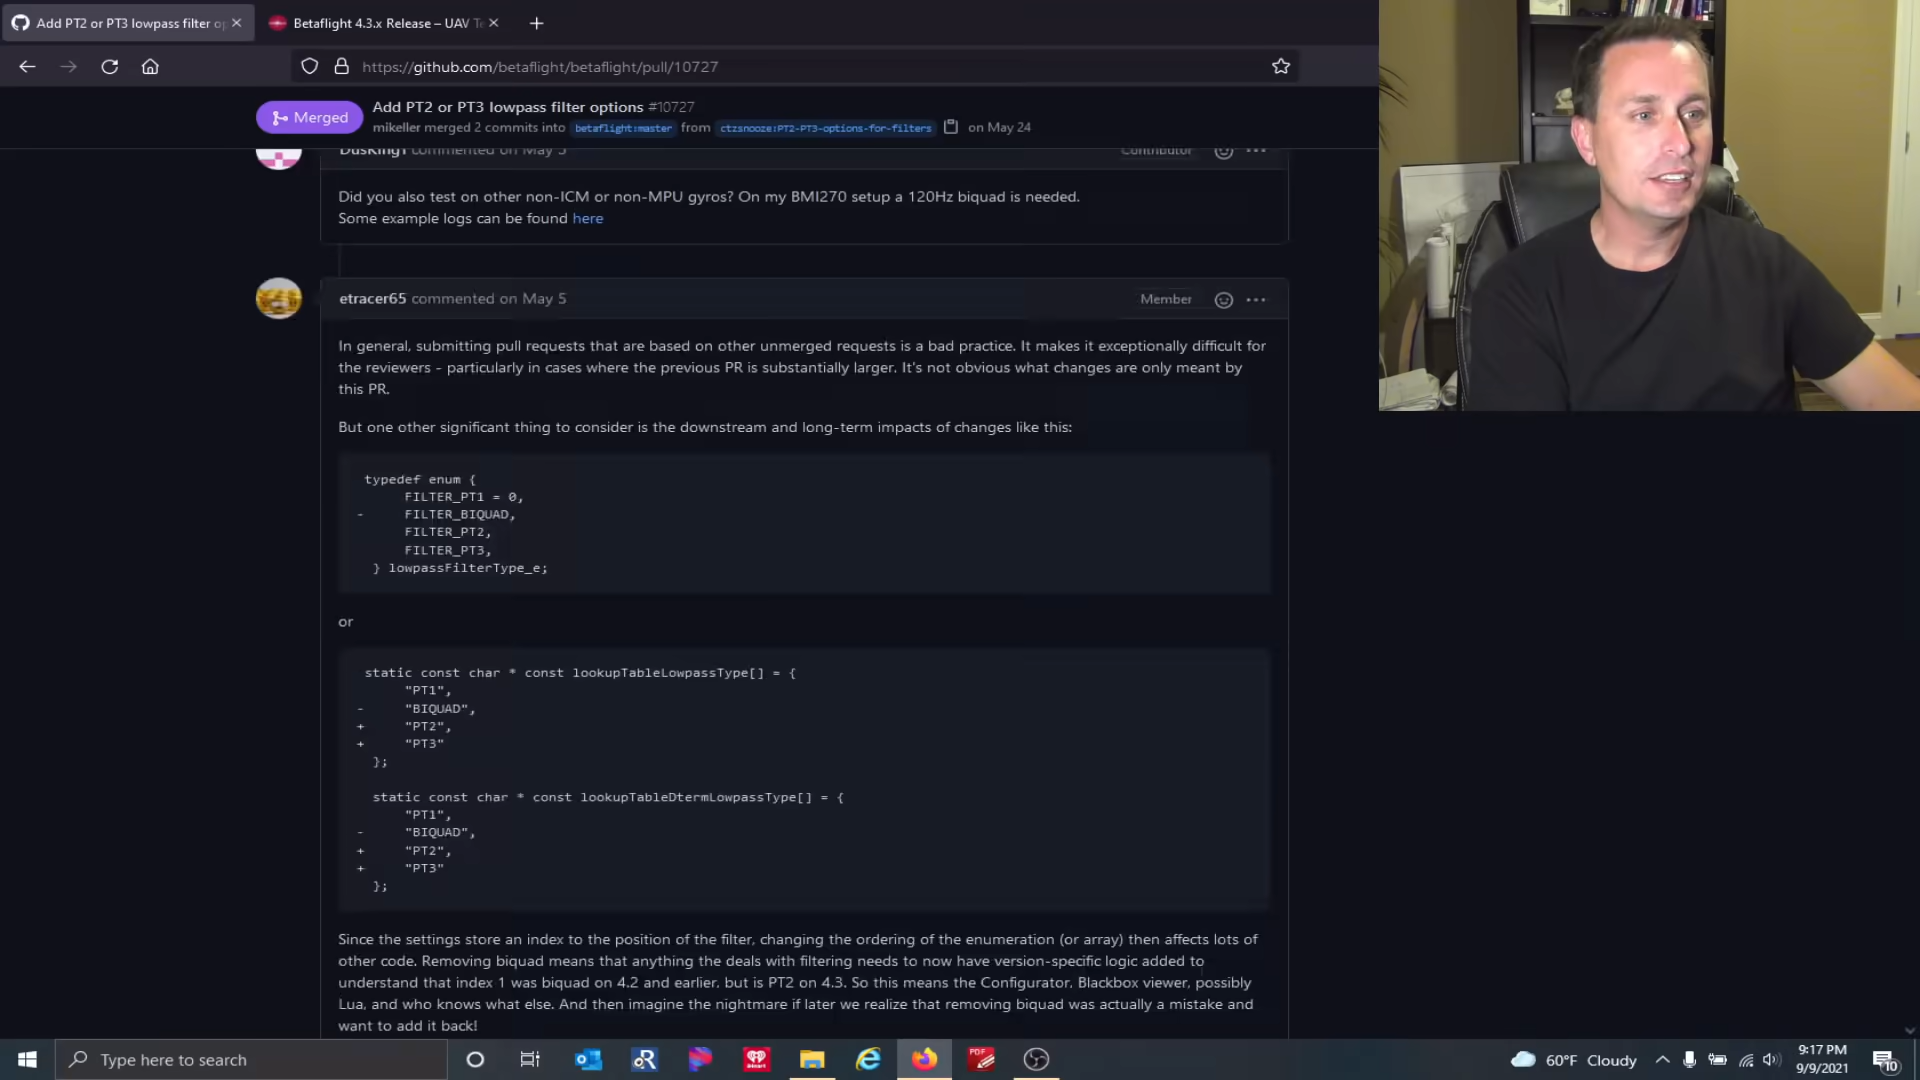 Add PT2 or PT3 lowpass filter op
Betaflight 4.3.x Release – UAV Te
https://github.com/betaflight/betaflight/pull/10727
Merged
Add PT2 or PT3 lowpass filter options #10727
mikeller merged 2 commits into betaflight:master from ctzsnooze:PT2-PT3-options-for-filters on May 24
DusKing1 commented on May 5
Contributor
Did you also test on other non-ICM or non-MPU gyros? On my BMI270 setup a 120Hz biquad is needed.
Some example logs can be found here
etracer65 commented on May 5
Member
In general, submitting pull requests that are based on other unmerged requests is a bad practice. It makes it exceptionally difficult for
the reviewers - particularly in cases where the previous PR is substantially larger. It's not obvious what changes are only meant by
this PR.
But one other significant thing to consider is the downstream and long-term impacts of changes like this:
typedef enum {
FILTER_PT1 = 0,
- FILTER_BIQUAD,
FILTER_PT2,
FILTER_PT3,
} lowpassFilterType_e;
or
static const char * const lookupTableLowpassType[] = {
"PT1",
- "BIQUAD",
+ "PT2",
+ "PT3"
};
static const char * const lookupTableDtermLowpassType[] = {
"PT1",
- "BIQUAD",
+ "PT2",
+ "PT3"
};
Since the settings store an index to the position of the filter, changing the ordering of the enumeration (or array) then affects lots of
other code. Removing biquad means that anything the deals with filtering needs to now have version-specific logic added to
understand that index 1 was biquad on 4.2 and earlier, but is PT2 on 4.3. So this means the Configurator, Blackbox viewer, possibly
Lua, and who knows what else. And then imagine the nightmare if later we realize that removing biquad was actually a mistake and
want to add it back!
Type here to search
60°F Cloudy
9:17 PM
9/9/2021
10